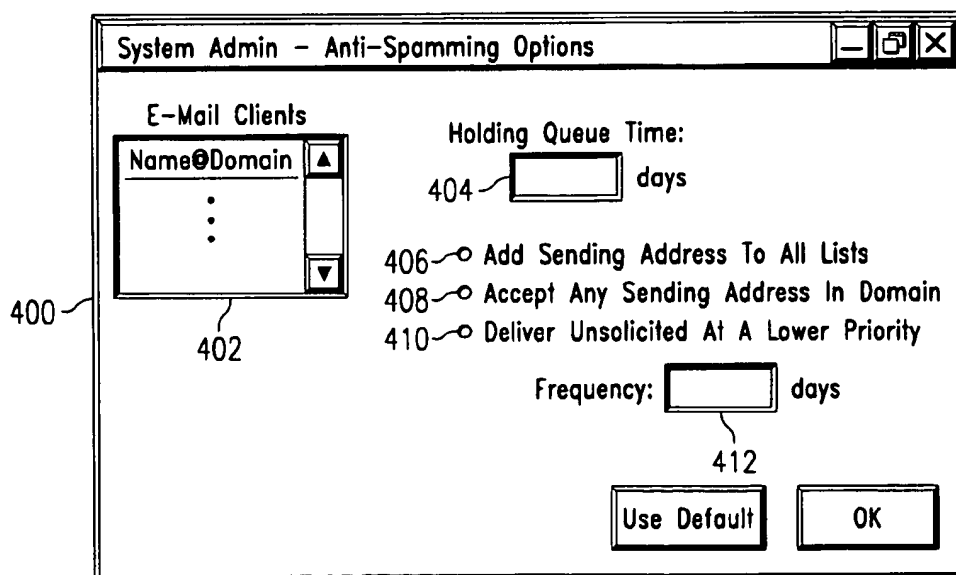 System Admin - Anti-Spamming Options
E-Mail Clients
Name@Domain
Holding Queue Time:
404
days
406 Add Sending Address To All Lists
408 Accept Any Sending Address In Domain
410 Deliver Unsolicited At A Lower Priority
400
402
Frequency:
days
412
Use Default
OK